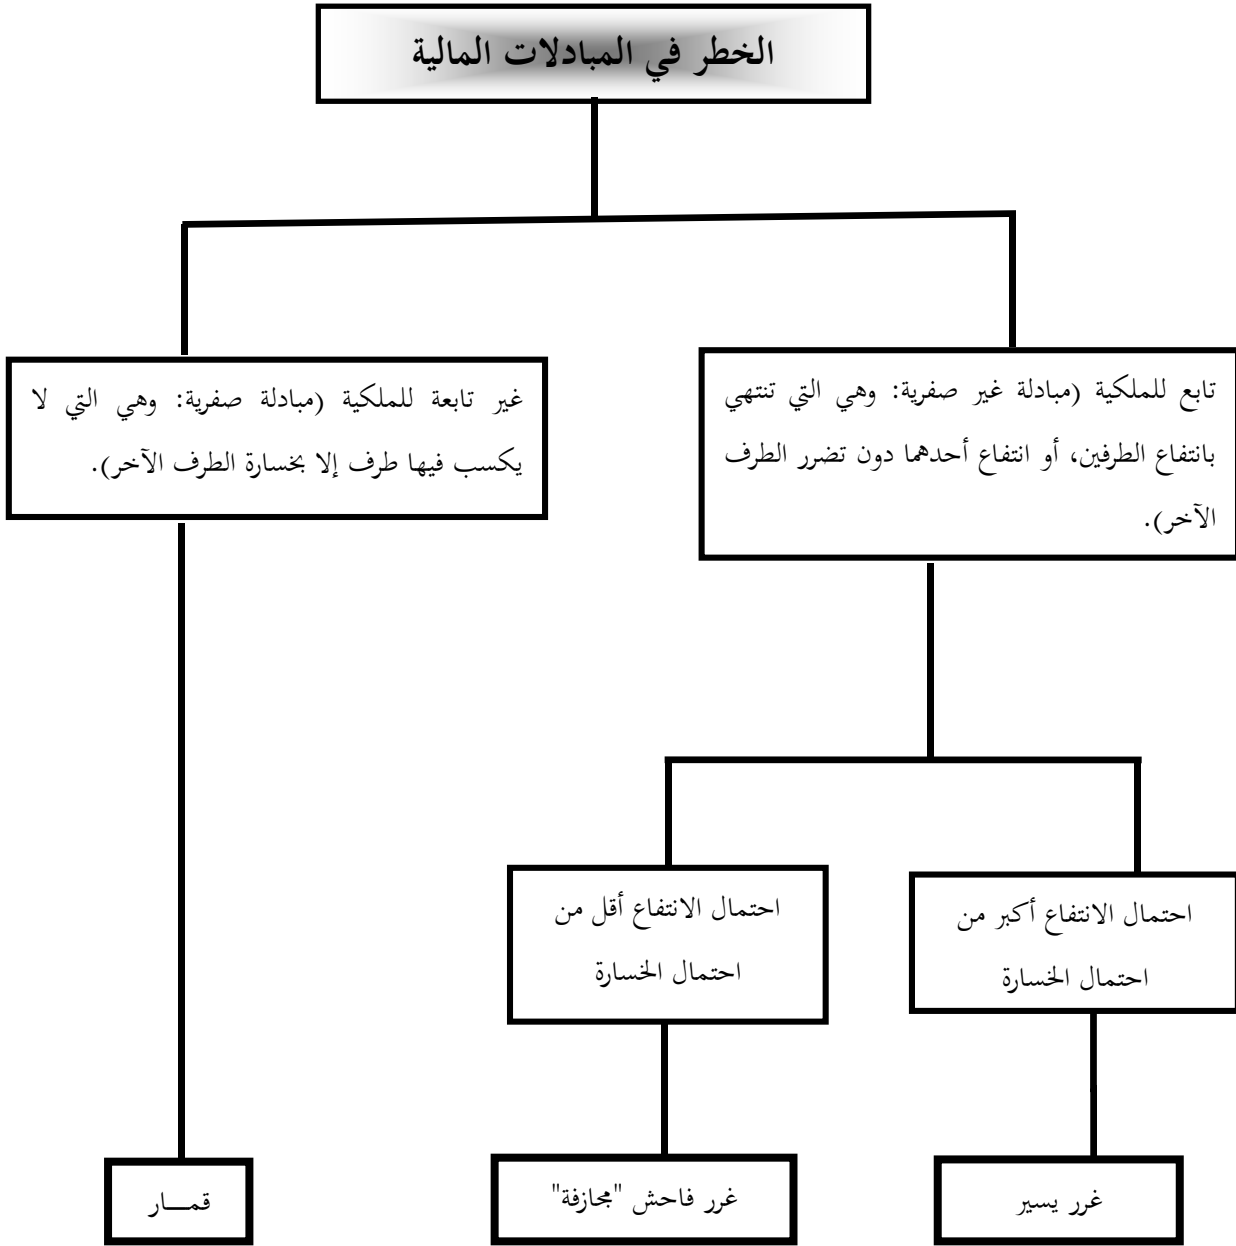 الخطر في المبادلات المالية
تابع للملكية (مبادلة غير صفرية: وهي التي تنتهي
بانتفاع الطرفين، أو انتفاع أحدهما دون تضرر الطرف
الآخر).
غير تابعة للملكية (مبادلة صفرية: وهي التي لا
يكسب فيها طرف إلا بخسارة الطرف الآخر).
احتمال الانتفاع أكبر من
احتمال الخسارة
احتمال الانتفاع أقل من
احتمال الخسارة
غرر يسير
غرر فاحش "مجازفة"
قمـــار